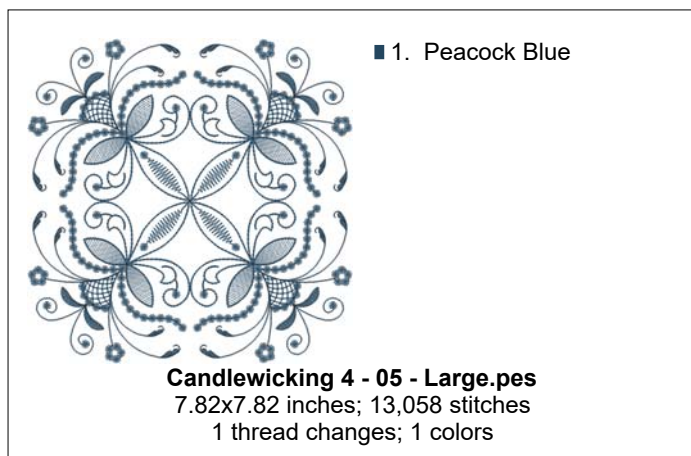 1. Peacock Blue
Candlewicking 4 - 05 - Large.pes
7.82x7.82 inches; 13,058 stitches
1 thread changes; 1 colors